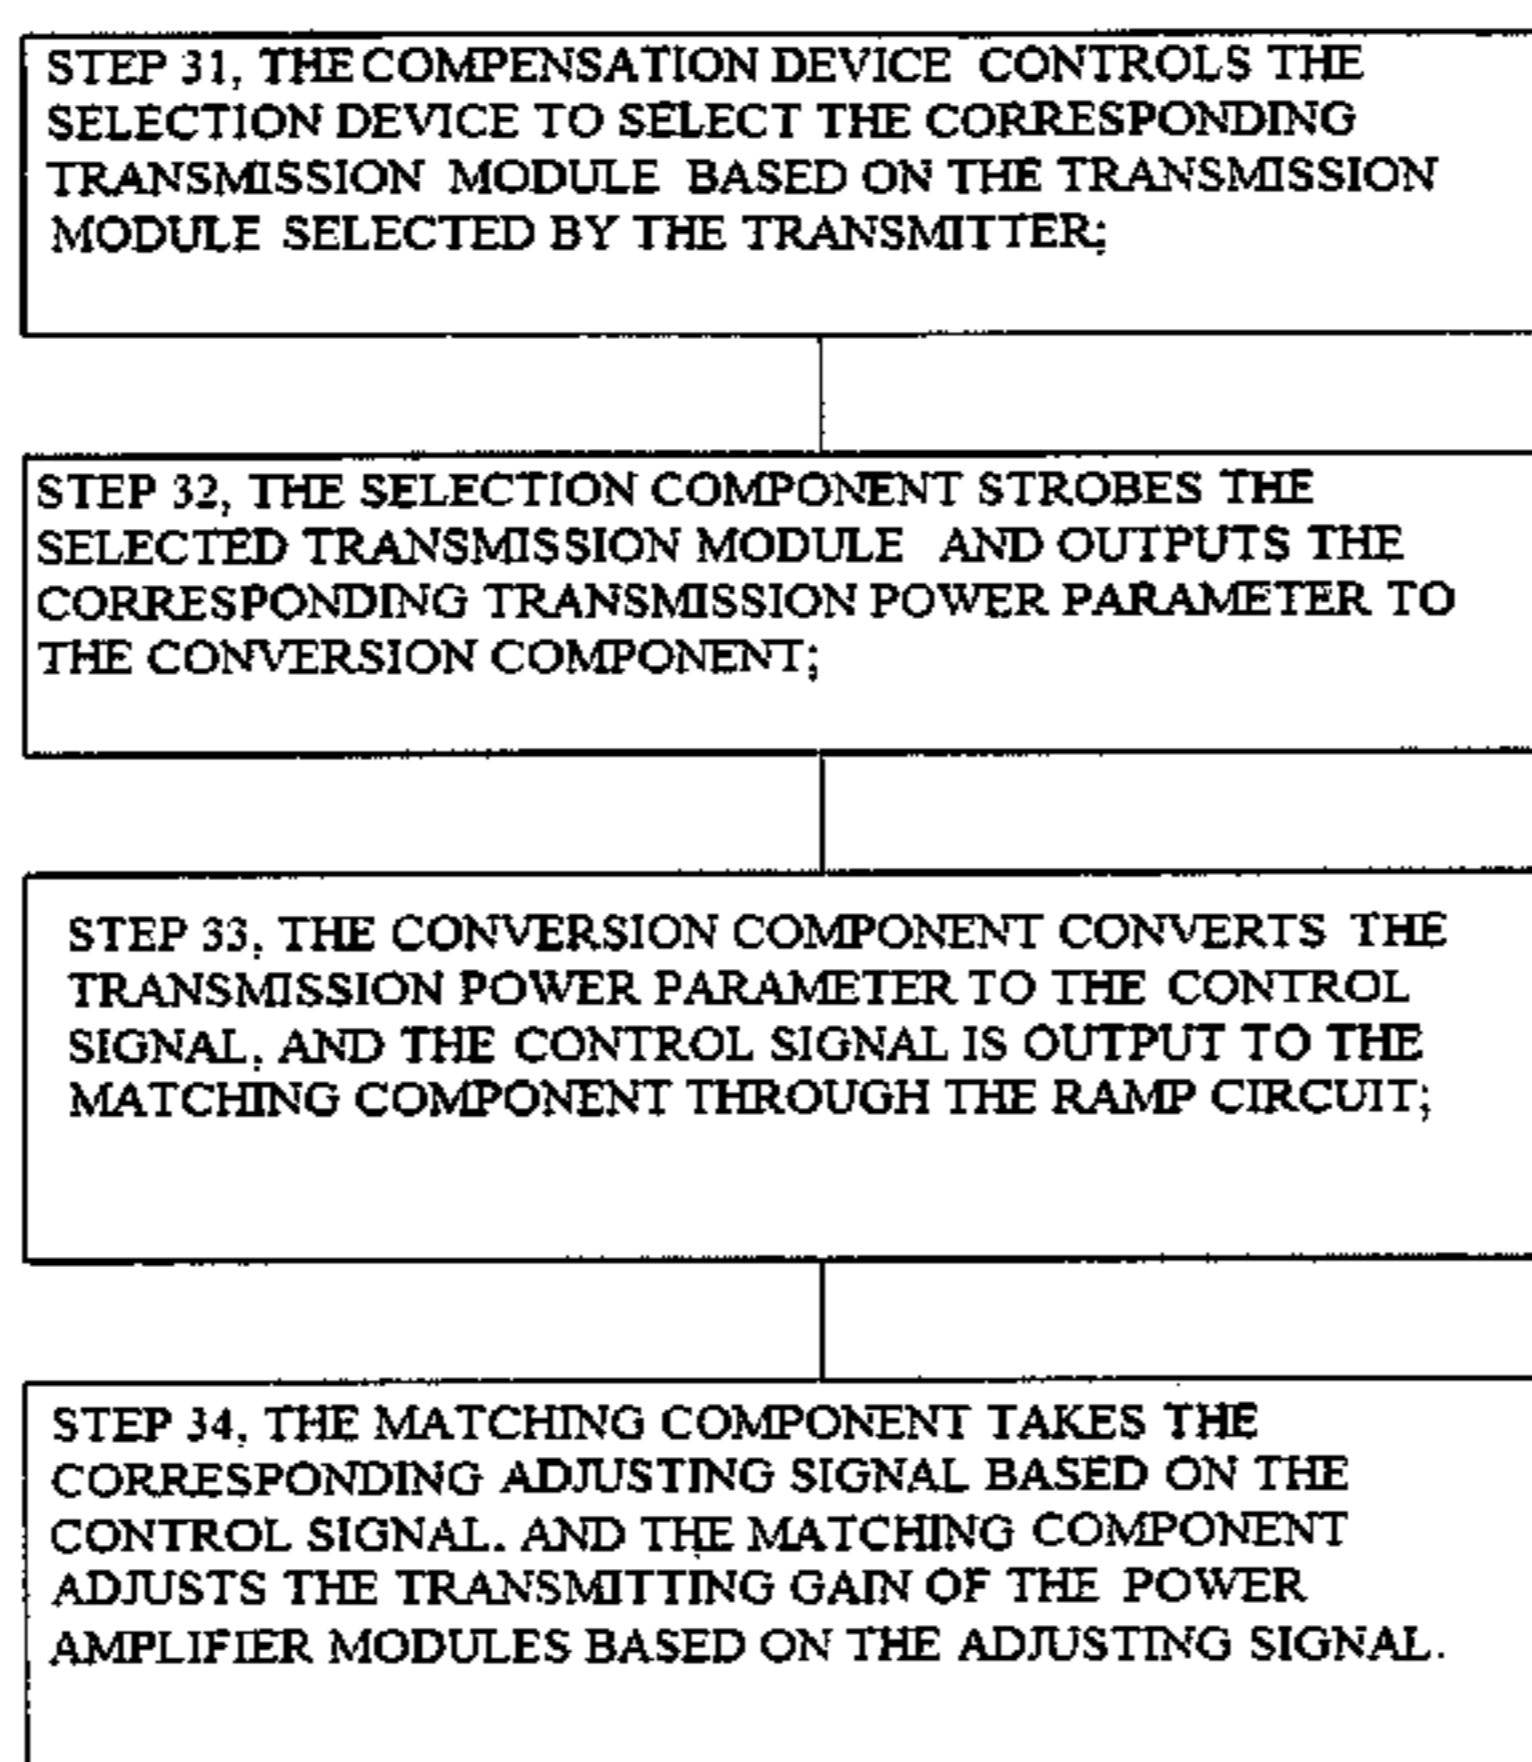 STEP 31, THE COMPENSATION DEVICE CONTROLS THE
SELECTION DEVICE TO SELECT THE CORRESPONDING
TRANSMISSION MODULE BASED ON THE TRANSMISSION
MODULE SELECTED BY THE TRANSMITTER;
STEP 32, THE SELECTION COMPONENT STROBES THE
SELECTED TRANSMISSION MODULE AND OUTPUTS THE
CORRESPONDING TRANSMISSION POWER PARAMETER TO
THE CONVERSION COMPONENT;
STEP 33, THE CONVERSION COMPONENT CONVERTS THE
TRANSMISSION POWER PARAMETER TO THE CONTROL
SIGNAL, AND THE CONTROL SIGNAL IS OUTPUT TO THE
MATCHING COMPONENT THROUGH THE RAMP CIRCUIT;
STEP 34, THE MATCHING COMPONENT TAKES THE
CORRESPONDING ADJUSTING SIGNAL BASED ON THE
CONTROL SIGNAL, AND THE MATCHING COMPONENT
ADJUSTS THE TRANSMITTING GAIN OF THE POWER
AMPLIFIER MODULES BASED ON THE ADJUSTING SIGNAL.